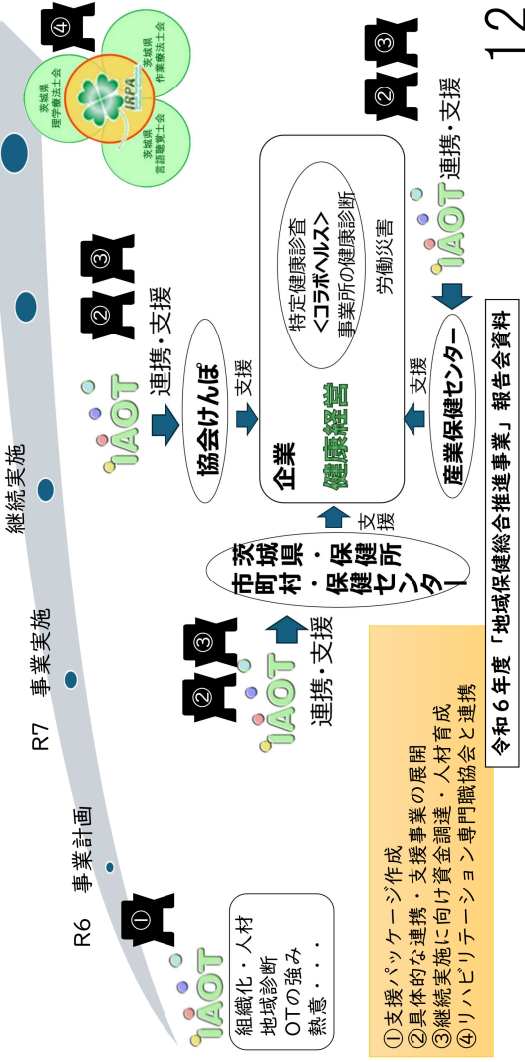 R6　事業計画
R7　事業実施
継続実施
①
IAOT
組織化・人材
地域診断
OTの強み
熱意・・・
②
③
IAOT
連携・支援
茨城県・保健所
市町村・保健センター
支援
②
③
IAOT
連携・支援
協会けんぽ
支援
企業
健康経営
特定健康診査
<コラボヘルス>
事業所の健康診断
労働災害
②
③
IAOT
連携・支援
産業保健センター
支援
④
茨城県
理学療法士会
茨城県
作業療法士会
茨城県
言語聴覚士会
IRPA
①支援パッケージ作成
②具体的な連携・支援事業の展開
③継続実施に向け資金調達・人材育成
④リハビリテーション専門職協会と連携
令和６年度　「地域保健総合推進事業」報告会資料
12